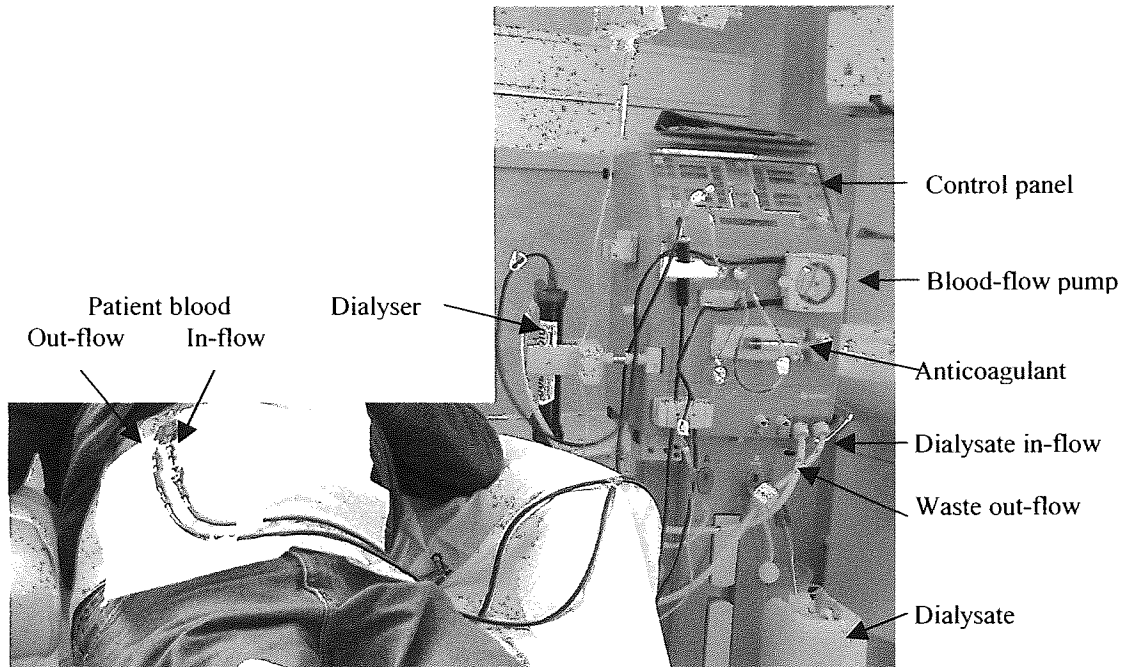 Control panel
Blood-flow pump
Patient blood
Out-flow In-flow
Dialyser
Anticoagulant
Dialysate in-flow
Waste out-flow
Dialysate